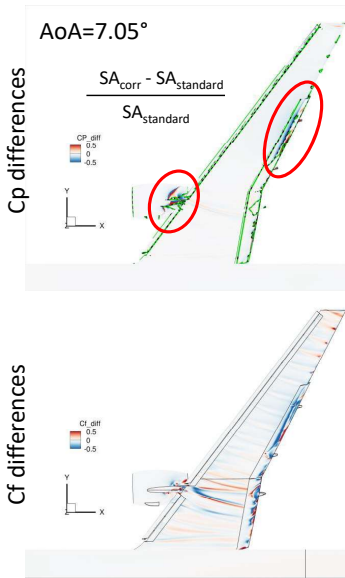 AoA=7.05°
SAcorr - SAstandard
SAstandard
Cp differences
CP_diff
0.5
0
-0.5
Y
Z
X
Cf differences
Cf_diff
0.5
0
-0.5
Y
Z
X